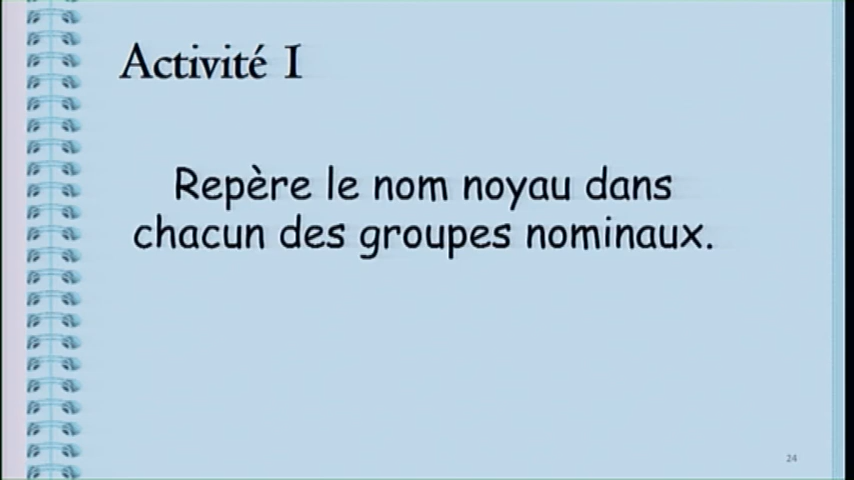 Activité I
Repère le nom noyau dans
chacun des groupes nominaux.
24